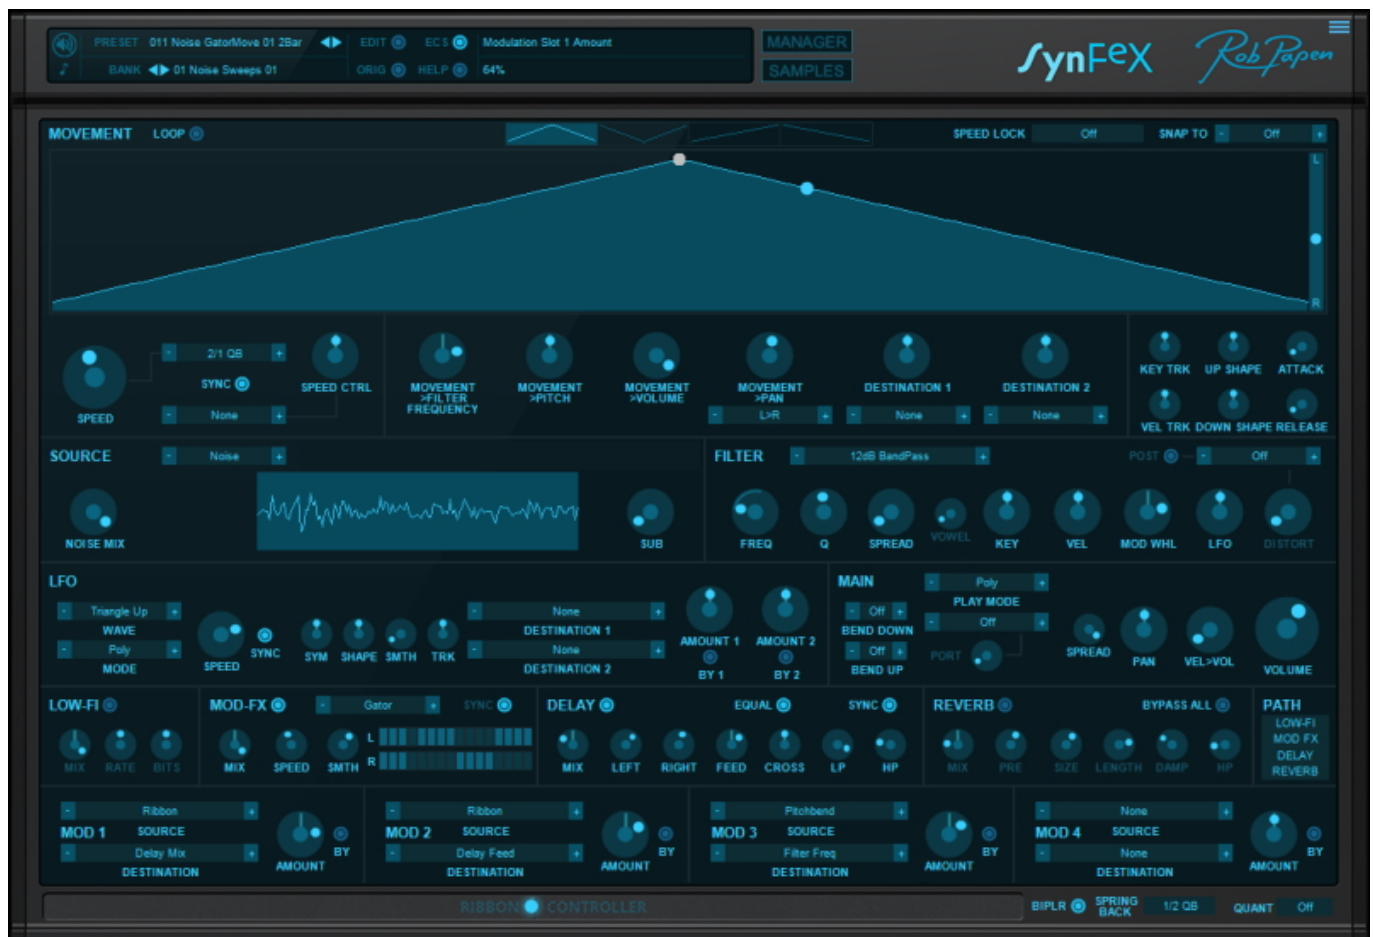 PRESET 011 Noise GatorMove 01 2Bar EDIT ECS Modulation Slot 1 Amount MANAGER
BANK 01 Noise Sweeps 01 ORIG HELP 64% SAMPLES
SynFeX Rob Papen
MOVEMENT LOOP SPEED LOCK Off SNAP TO - Off +
L
R
- 2/1 QB +
SYNC
SPEED CTRL
- None +
SPEED
MOVEMENT >FILTER FREQUENCY
MOVEMENT >PITCH
MOVEMENT >VOLUME
MOVEMENT >PAN
- L>R +
DESTINATION 1
- None +
DESTINATION 2
- None +
KEY TRK UP SHAPE ATTACK
VEL TRK DOWN SHAPE RELEASE
SOURCE - Noise +
NOISE MIX SUB
FILTER - 12dB BandPass + POST - Off +
FREQ Q SPREAD VOWEL KEY VEL MOD WHL LFO DISTORT
LFO
- Triangle Up +
WAVE
- Poly +
MODE
SPEED SYNC SYM SHAPE SMTH TRK
- None +
DESTINATION 1
- None +
DESTINATION 2
AMOUNT 1 AMOUNT 2
BY 1 BY 2
MAIN - Poly +
PLAY MODE
- Off +
BEND DOWN
- Off +
- Off +
BEND UP
PORT
SPREAD PAN VEL>VOL VOLUME
LOW-FI
MIX RATE BITS
MOD-FX - Gator + SYNC
MIX SPEED SMTH
L
R
DELAY EQUAL SYNC
MIX LEFT RIGHT FEED CROSS LP HP
REVERB BYPASS ALL
MIX PRE SIZE LENGTH DAMP HP
PATH
LOW-FI
MOD FX
DELAY
REVERB
- Ribbon +
MOD 1 SOURCE
- Delay Mix +
DESTINATION
AMOUNT BY
- Ribbon +
MOD 2 SOURCE
- Delay Feed +
DESTINATION
AMOUNT BY
- Pitchbend +
MOD 3 SOURCE
- Filter Freq +
DESTINATION
AMOUNT BY
- None +
MOD 4 SOURCE
- None +
DESTINATION
AMOUNT BY
RIBBON CONTROLLER
BIPLR SPRING BACK 1/2 QB QUANT Off